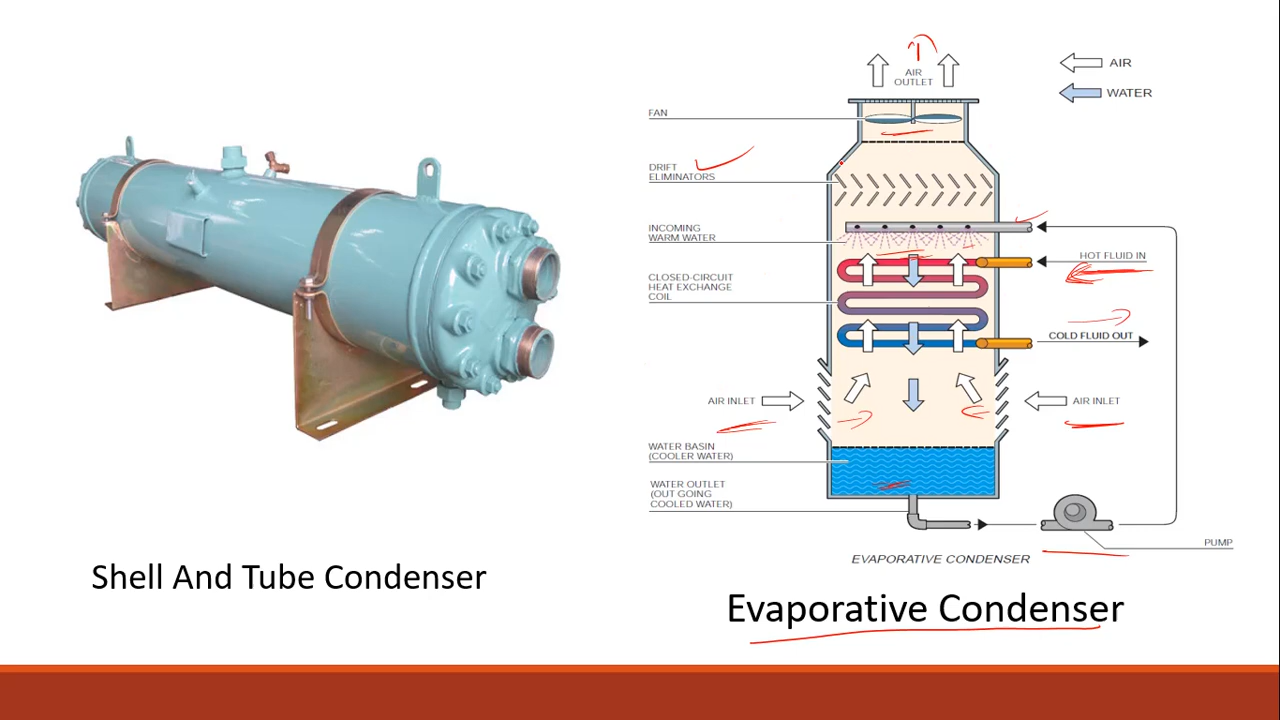 AIR
OUTLET
AIR
WATER
FAN
DRIFT
ELIMINATORS
INCOMING
WARM WATER
HOT FLUID IN
CLOSED-CIRCUIT
HEAT EXCHANGE
COIL
COLD FLUID OUT
AIR INLET
AIR INLET
WATER BASIN
(COOLER WATER)
WATER OUTLET
(OUT GOING
COOLED WATER)
PUMP
EVAPORATIVE CONDENSER
Shell And Tube Condenser
Evaporative Condenser